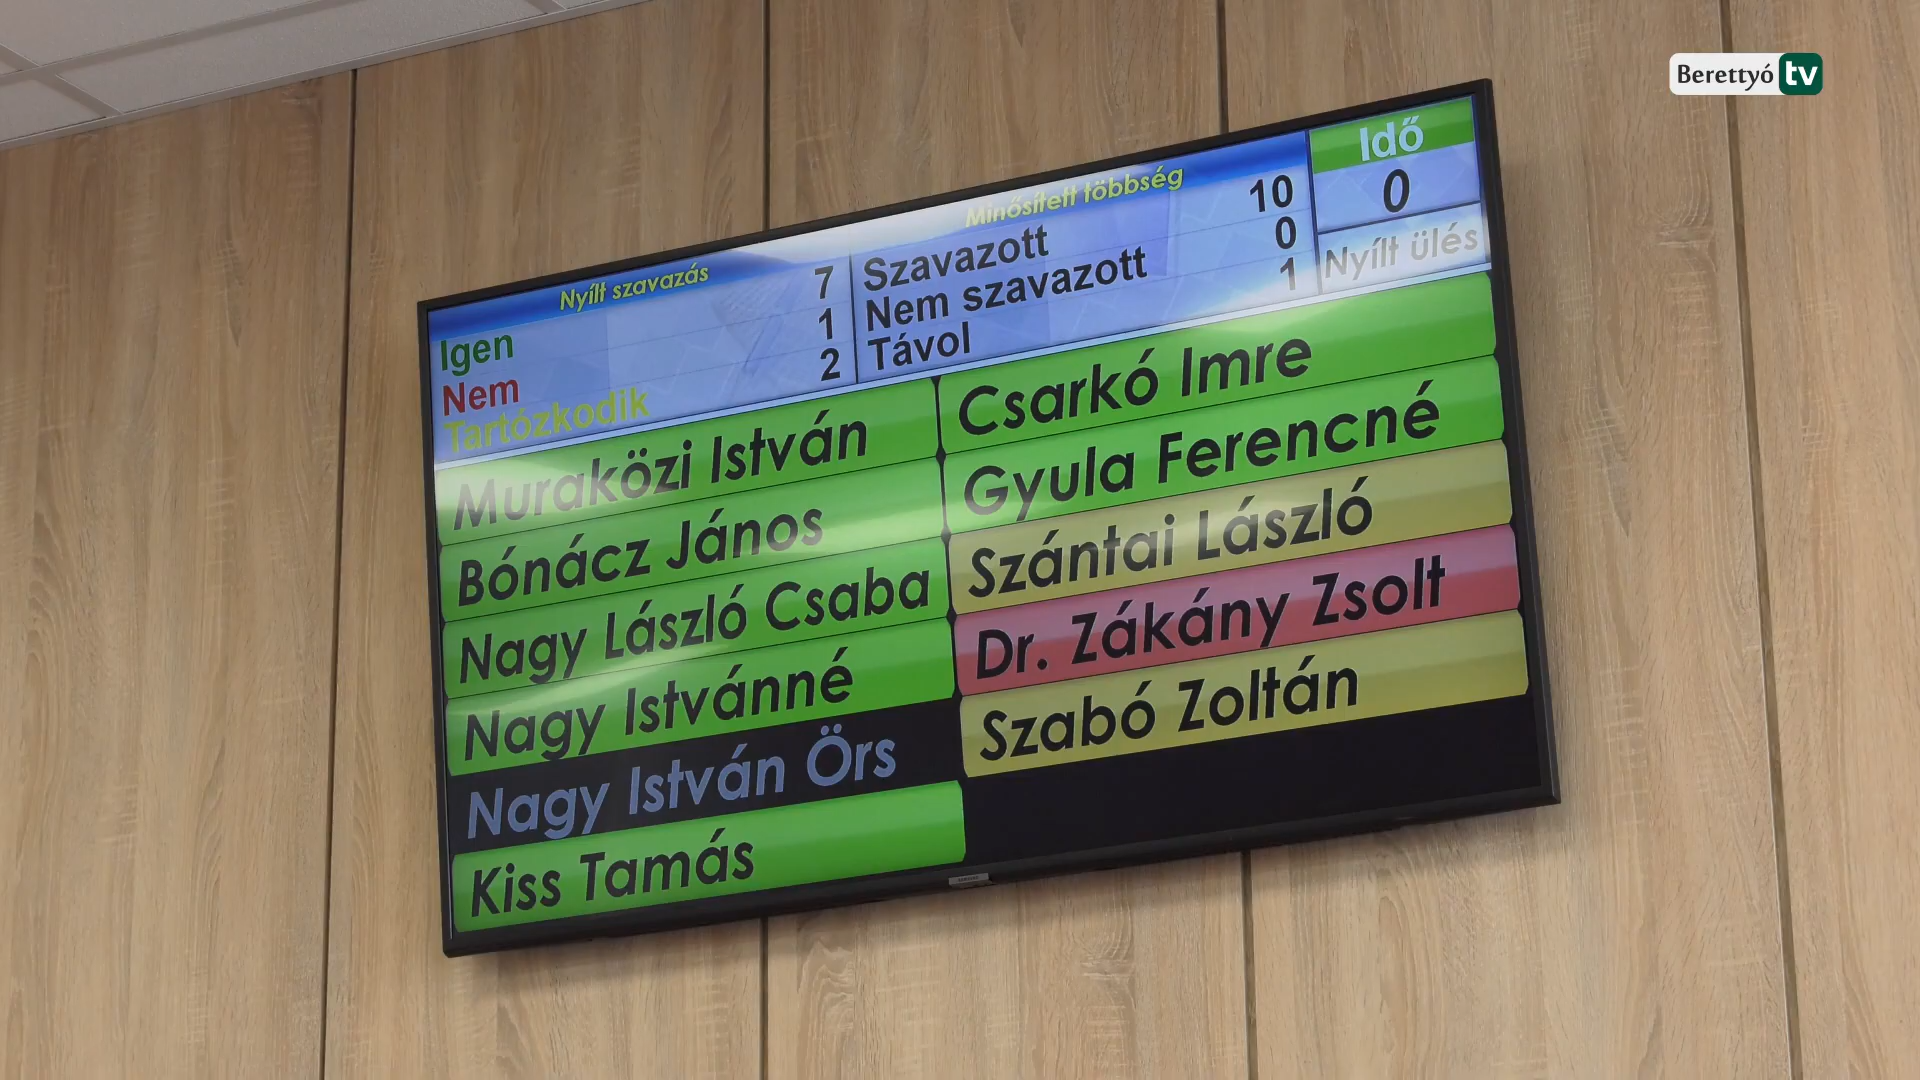 Berettyó tv
Nyílt szavazás
Minősített többség
Idő
0
Nyílt ülés
Igen 7
Nem 1
Tartózkodik 2
Szavazott 10
Nem szavazott 0
Távol 1
Muraközi István
Bónácz János
Nagy László Csaba
Nagy Istvánné
Nagy István Örs
Kiss Tamás
Csarkó Imre
Gyula Ferencné
Szántai László
Dr. Zákány Zsolt
Szabó Zoltán